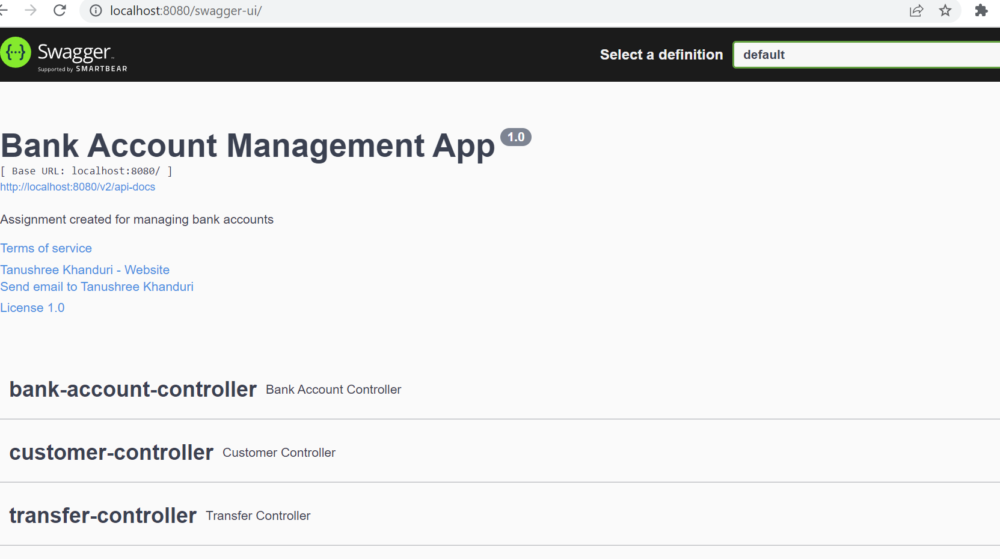 localhost:8080/swagger-ui/
{···} Swagger™
Supported by SMARTBEAR
Select a definition default
Bank Account Management App 1.0
[ Base URL: localhost:8080/ ]
http://localhost:8080/v2/api-docs
Assignment created for managing bank accounts
Terms of service
Tanushree Khanduri - Website
Send email to Tanushree Khanduri
License 1.0
bank-account-controller Bank Account Controller
customer-controller Customer Controller
transfer-controller Transfer Controller